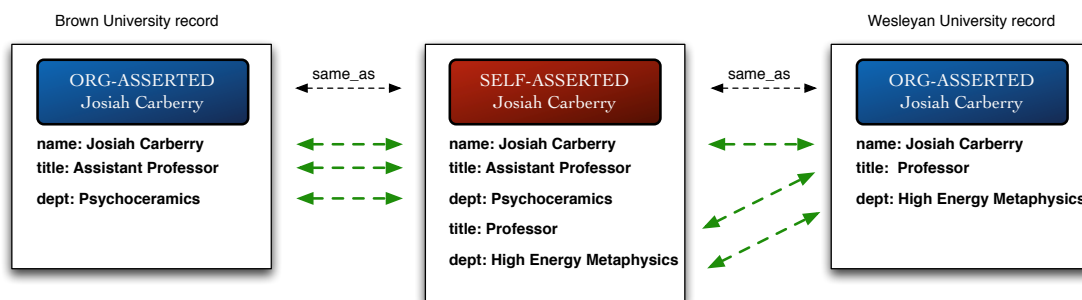 Brown University record
Wesleyan University record
ORG-ASSERTED
Josiah Carberry
name: Josiah Carberry
title: Assistant Professor
dept: Psychoceramics
same_as
SELF-ASSERTED
Josiah Carberry
name: Josiah Carberry
title: Assistant Professor
dept: Psychoceramics
title: Professor
dept: High Energy Metaphysics
same_as
ORG-ASSERTED
Josiah Carberry
name: Josiah Carberry
title: Professor
dept: High Energy Metaphysics